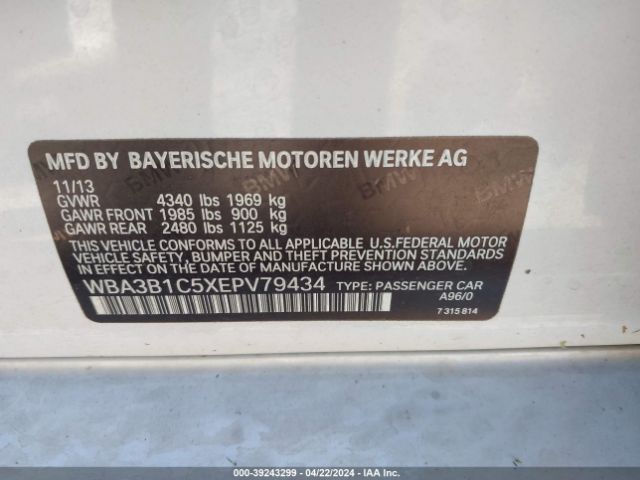 MFD BY BAYERISCHE MOTOREN WERKE AG
11/13
GVWR 4340 lbs 1969 kg
GAWR FRONT 1985 lbs 900 kg
GAWR REAR 2480 lbs 1125 kg
THIS VEHICLE CONFORMS TO ALL APPLICABLE U.S.FEDERAL MOTOR
VEHICLE SAFETY, BUMPER AND THEFT PREVENTION STANDARDS
IN EFFECT ON THE DATE OF MANUFACTURE SHOWN ABOVE.
WBA3B1C5XEPV79434 TYPE: PASSENGER CAR
A96/0
7 315 814
STOCK #: 39243299 - 04/22/2024 - IAA Inc.